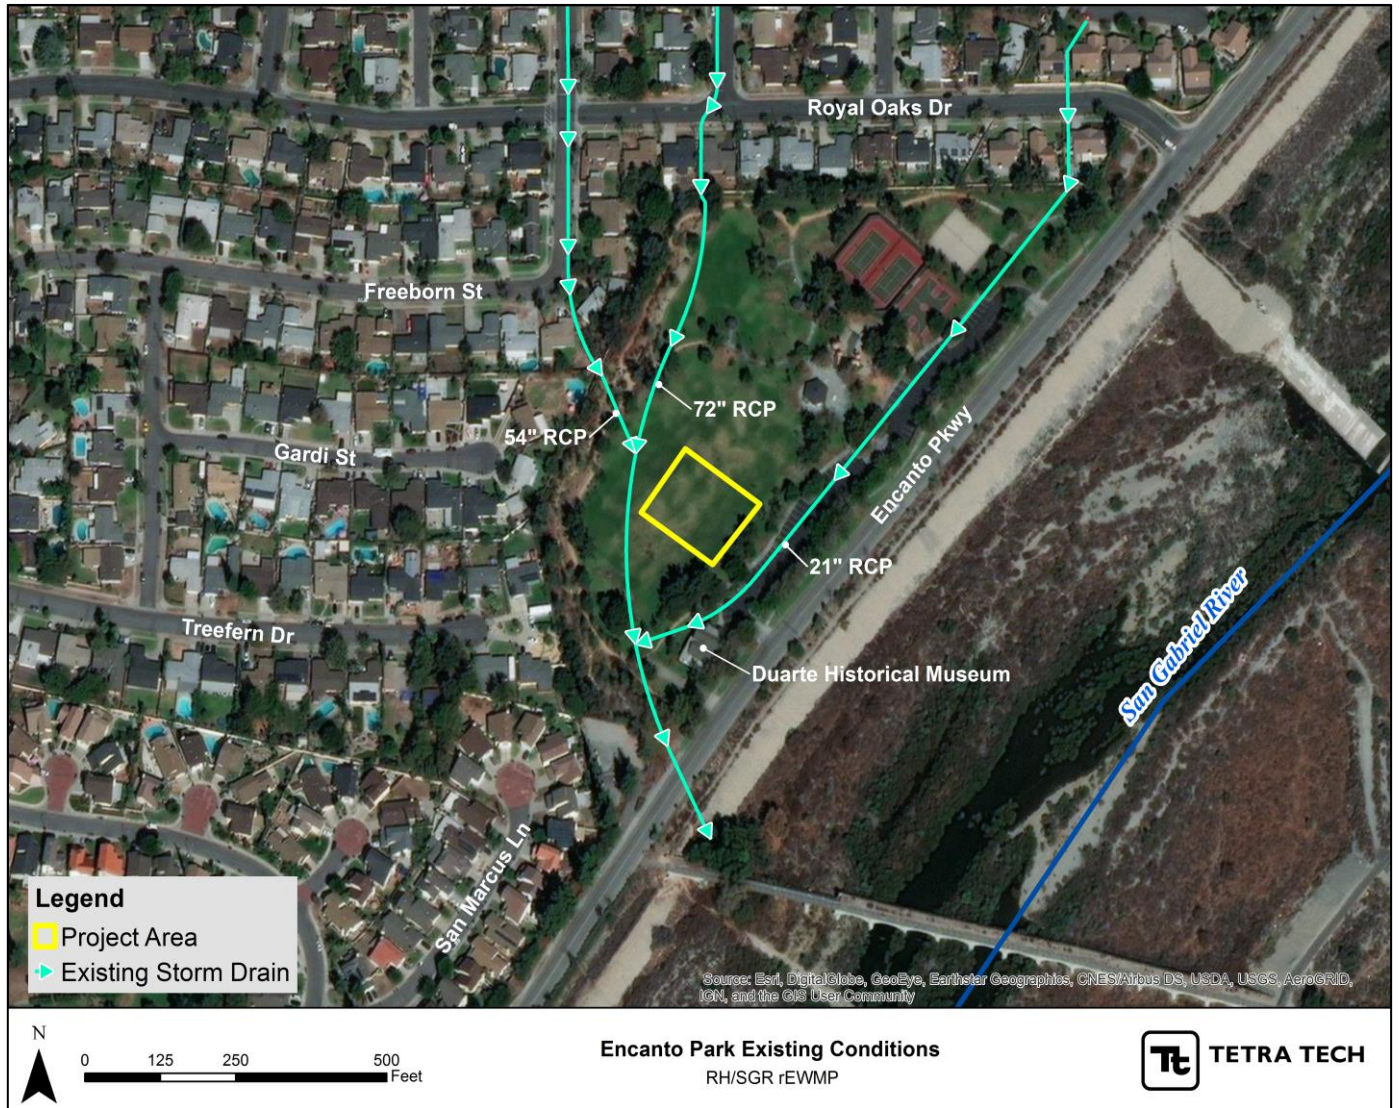 Royal Oaks Dr
Freeborn St
72" RCP
54" RCP
Gardi St
Encanto Pkwy
21" RCP
San Gabriel River
Treefern Dr
Duarte Historical Museum
San Marcus Ln
Legend
Project Area
Existing Storm Drain
Source: Esri, DigitalGlobe, GeoEye, Earthstar Geographics, CNES/Airbus DS, USDA, USGS, AeroGRID,
IGN, and the GIS User Community
N
0 125 250 500
Feet
Encanto Park Existing Conditions
RH/SGR rEWMP
Tt
TETRA TECH